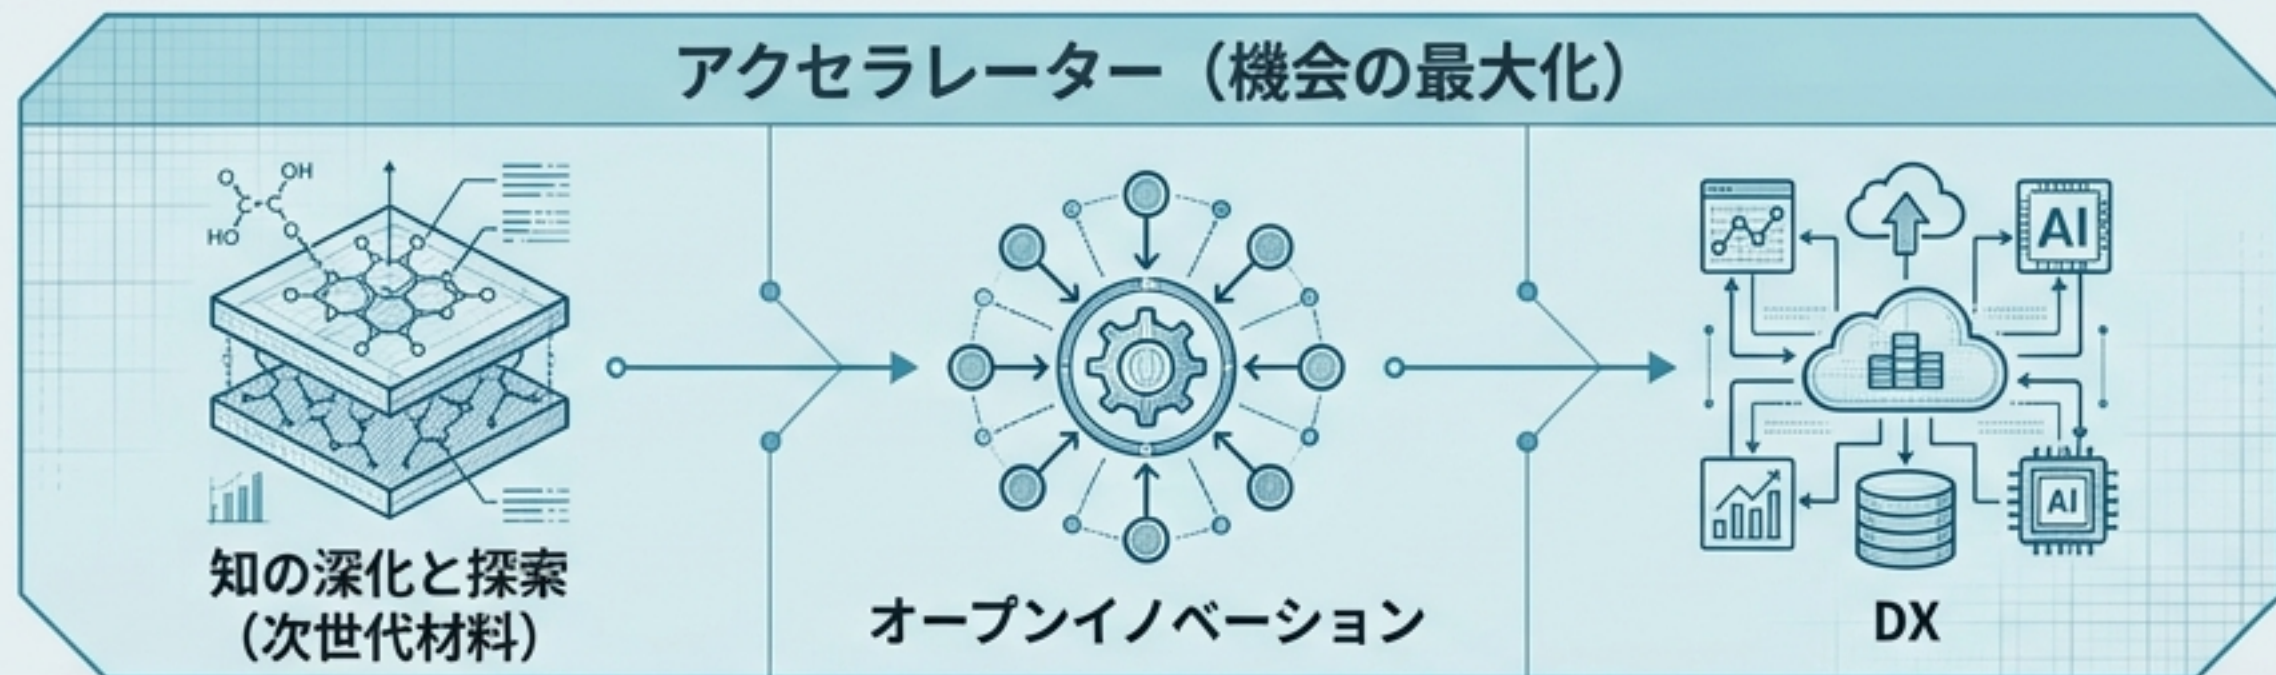 アクセラレーター（機会の最大化）
O
OH
C
C
HO
O
AI
AI
知の深化と探索
（次世代材料）
オープンイノベーション
DX